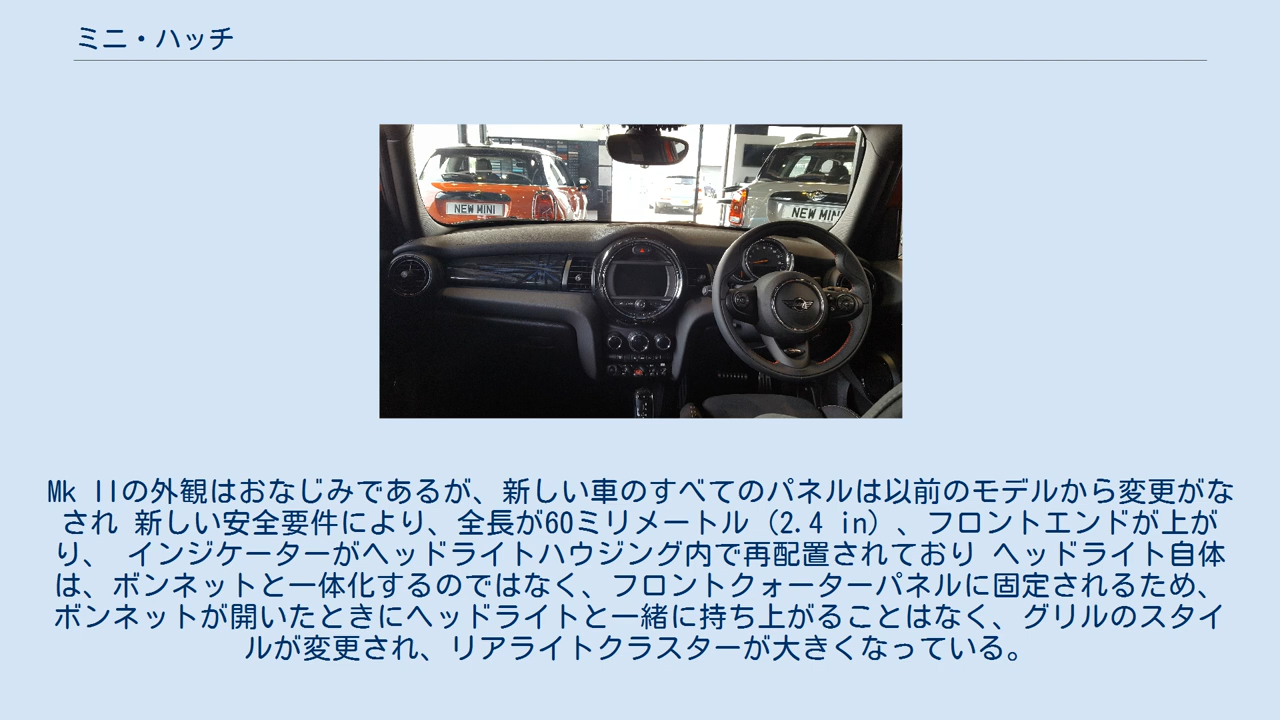 ミニ・ハッチ
NEW MINI
NEW MINI
Mk IIの外観はおなじみであるが、新しい車のすべてのパネルは以前のモデルから変更がな
され 新しい安全要件により、全長が60ミリメートル (2.4 in) 、フロントエンドが上が
り、 インジケーターがヘッドライトハウジング内で再配置されており ヘッドライト自体
は、ボンネットと一体化するのではなく、フロントクォーターパネルに固定されるため、
ボンネットが開いたときにヘッドライトと一緒に持ち上がることはなく、グリルのスタイ
ルが変更され、リアライトクラスターが大きくなっている。